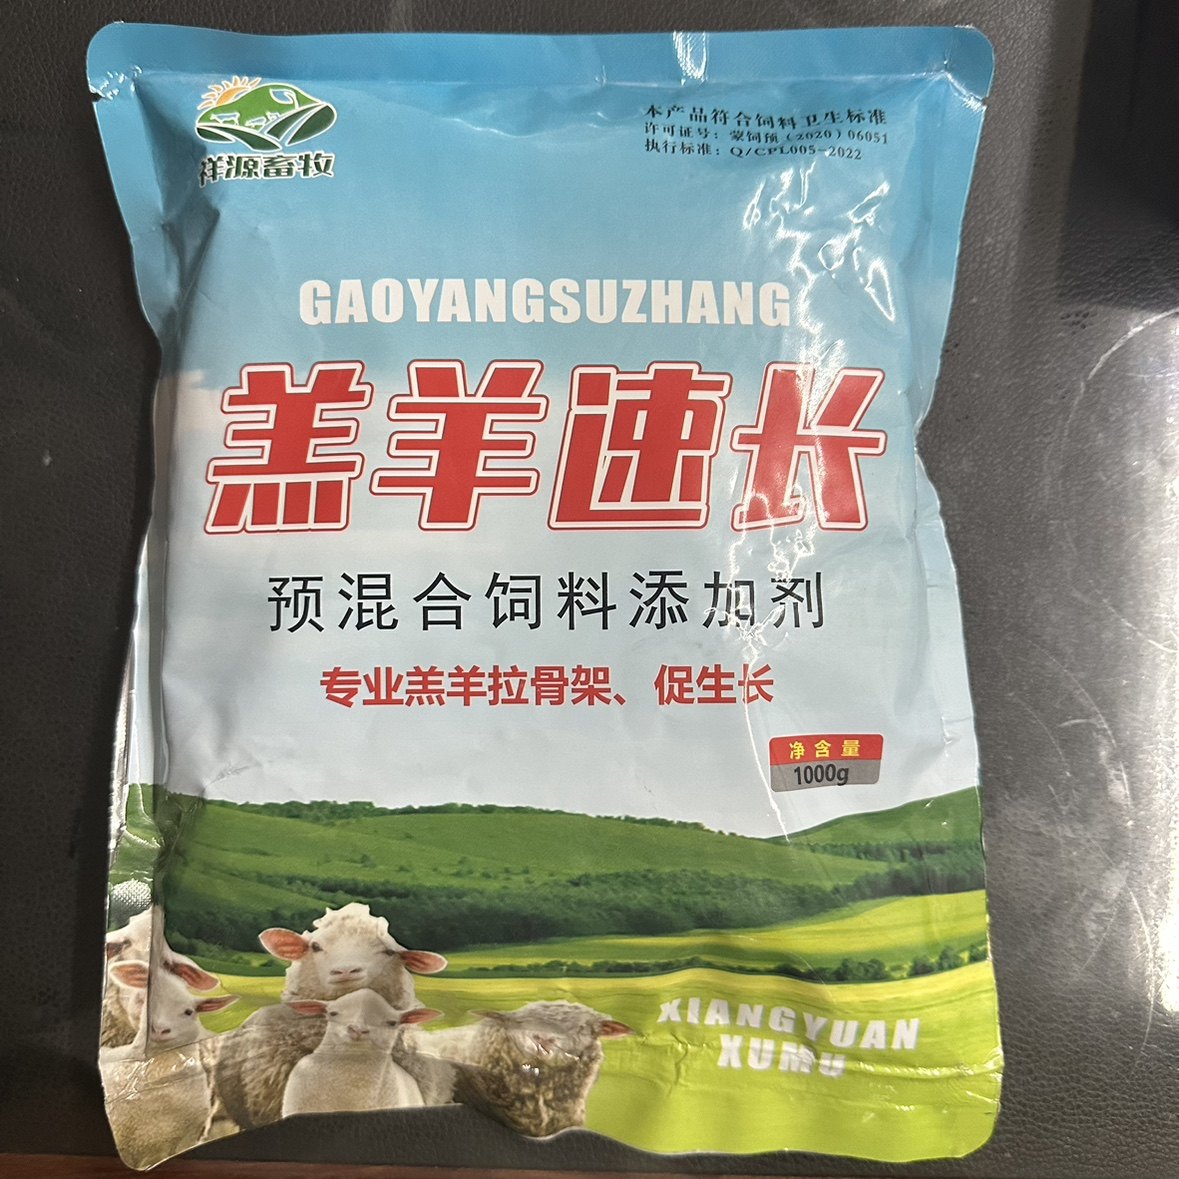 祥源畜牧
本产品符合饲料卫生标准
许可证号：蒙饲预（2020）06051
执行标准：Q/CPL005-2022
GAOYANGSUZHANG
羔羊速长
预混合饲料添加剂
专业羔羊拉骨架、促生长
净含量
1000g
XIANGYUAN
XUMU